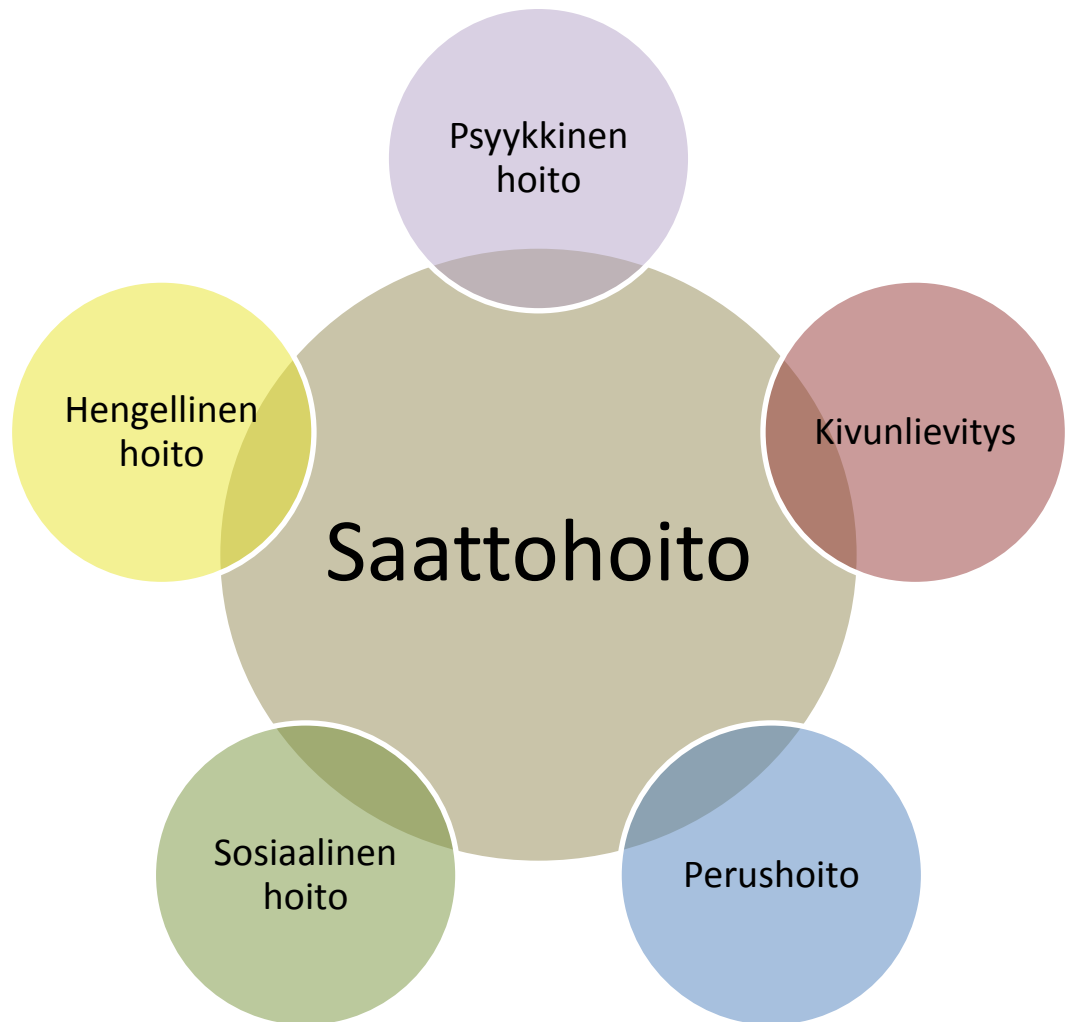 Psyykkinen
hoito
Hengellinen
hoito
Kivunlievitys
Saattohoito
Sosiaalinen
hoito
Perushoito